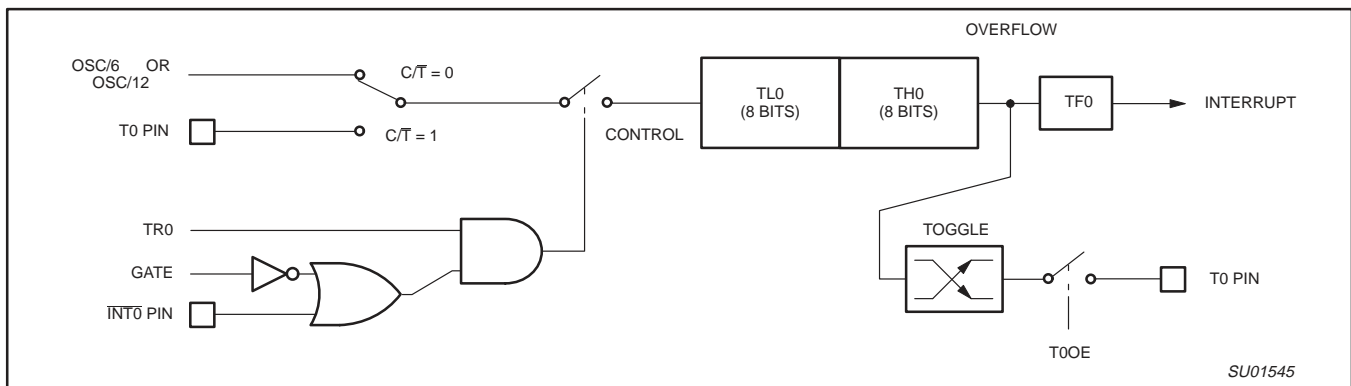 OVERFLOW
OSC/6 OR
OSC/12
C/T̅ = 0
TL0
(8 BITS)
TH0
(8 BITS)
TF0
INTERRUPT
T0 PIN
C/T̅ = 1
CONTROL
TR0
TOGGLE
GATE
T0 PIN
I̅N̅T̅0̅ PIN
T0OE
SU01545